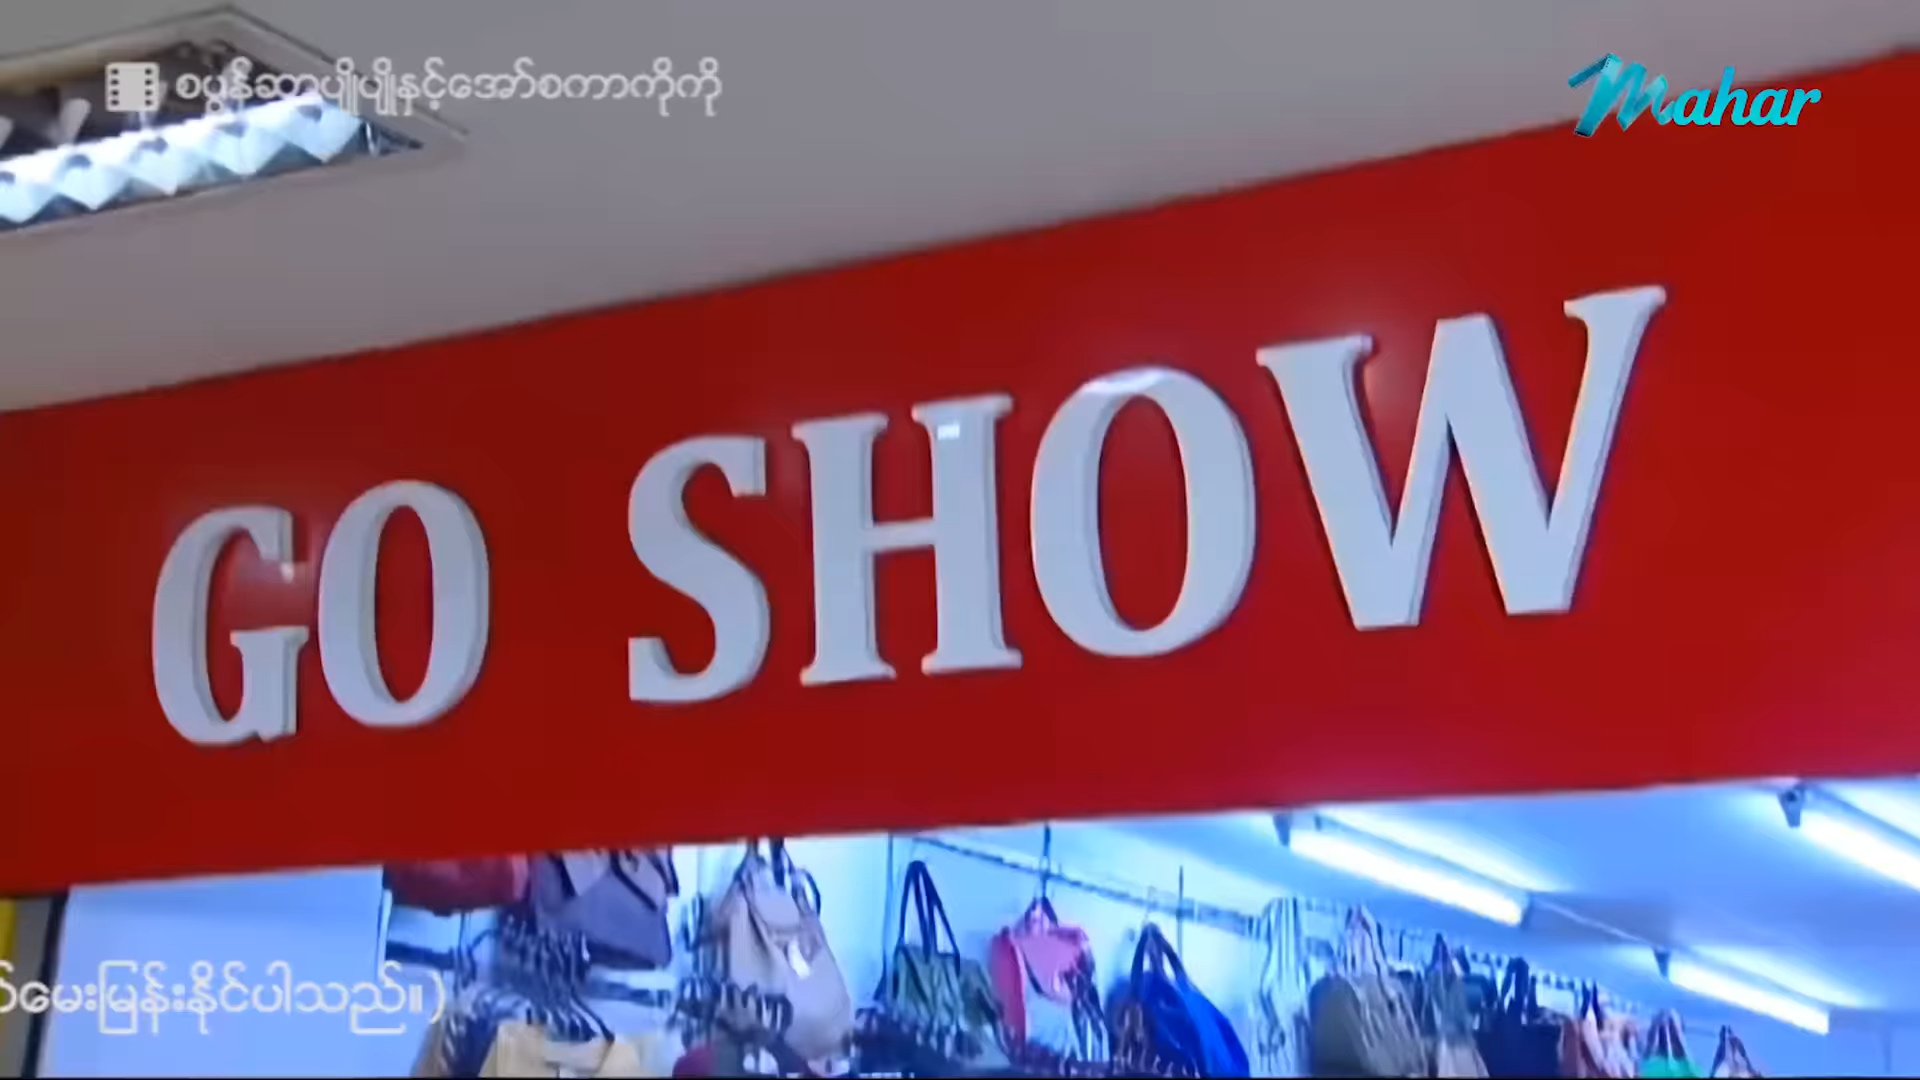 စပွန်ဆာပျိုပျိုနှင့်အော်စကာကိုကို
Mahar
GO SHOW
မေးမြန်းနိုင်ပါသည်။)